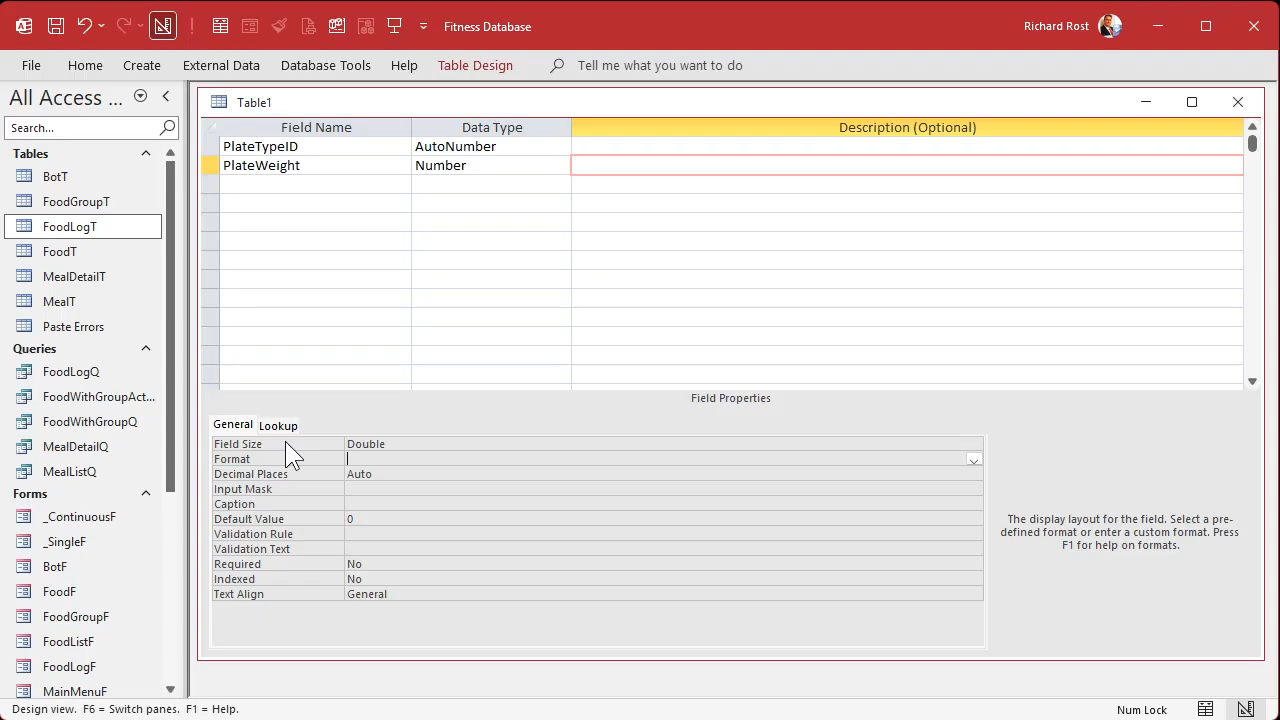 Fitness Database
Richard Rost
File Home Create External Data Database Tools Help Table Design Tell me what you want to do
All Access ...
Search...
Tables
BotT
FoodGroupT
FoodLogT
FoodT
MealDetailT
MealT
Paste Errors
Queries
FoodLogQ
FoodWithGroupAct...
FoodWithGroupQ
MealDetailQ
MealListQ
Forms
_ContinuousF
_SingleF
BotF
FoodF
FoodGroupF
FoodListF
FoodLogF
MainMenuF
Table1
Field Name Data Type Description (Optional)
PlateTypeID AutoNumber
PlateWeight Number
Field Properties
General Lookup
Field Size Double
Format
Decimal Places Auto
Input Mask
Caption
Default Value 0
Validation Rule
Validation Text
Required No
Indexed No
Text Align General
The display layout for the field. Select a pre-
defined format or enter a custom format. Press
F1 for help on formats.
Design view. F6 = Switch panes. F1 = Help.
Num Lock